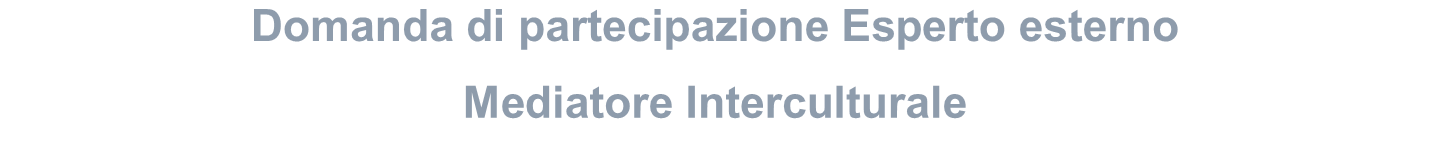 Domanda di partecipazione Esperto esterno
Mediatore Interculturale